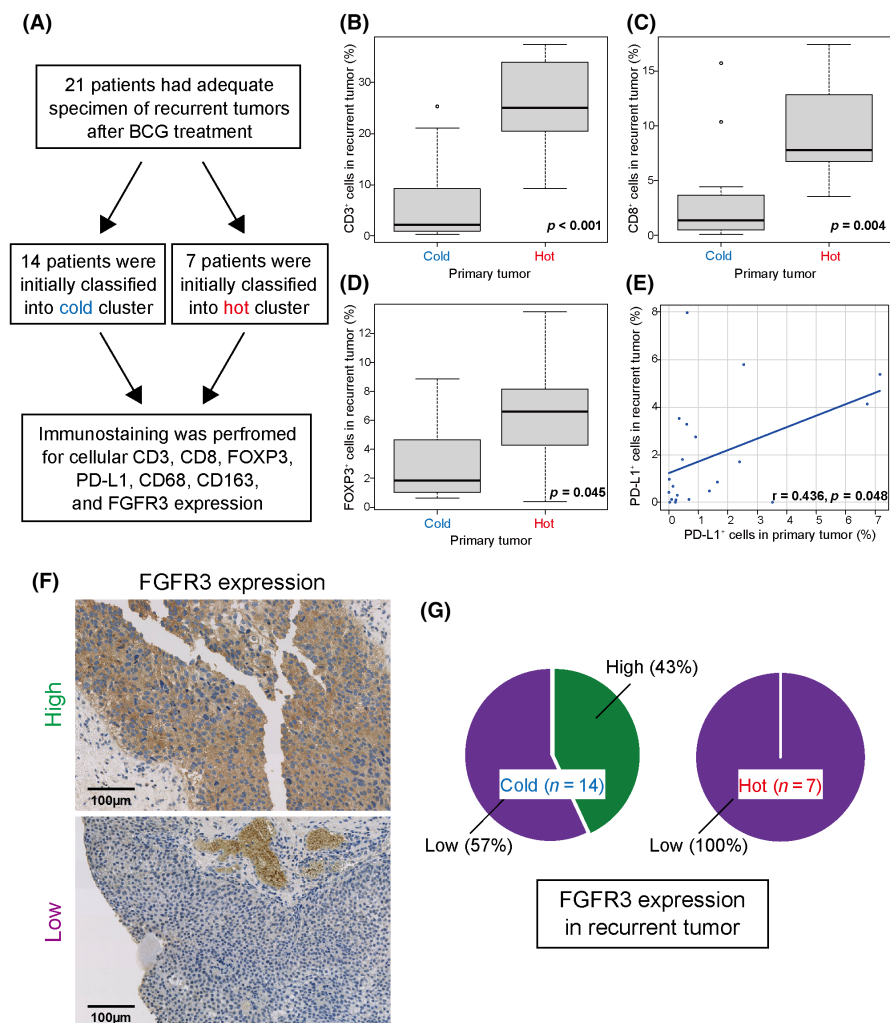 (A)
21 patients had adequate
specimen of recurrent tumors
after BCG treatment
14 patients were
initially classified
into cold cluster
7 patients were
initially classified
into hot cluster
Immunostaining was perfromed
for cellular CD3, CD8, FOXP3,
PD-L1, CD68, CD163,
and FGFR3 expression
(B)
CD3⁺ cells in recurrent tumor (%)
30
20
10
0
p < 0.001
Cold
Hot
Primary tumor
(C)
CD8⁺ cells in recurrent tumor (%)
15
10
5
0
p = 0.004
Cold
Hot
Primary tumor
(D)
FOXP3⁺ cells in recurrent tumor (%)
12
10
8
6
4
2
0
p = 0.045
Cold
Hot
Primary tumor
(E)
PD-L1⁺ cells in recurrent tumor (%)
8
6
4
2
0
r = 0.436, p = 0.048
0 1 2 3 4 5 6 7
PD-L1⁺ cells in primary tumor (%)
(F)
FGFR3 expression
High
100μm
Low
100μm
(G)
High (43%)
Cold (n = 14)
Low (57%)
Hot (n = 7)
Low (100%)
FGFR3 expression
in recurrent tumor